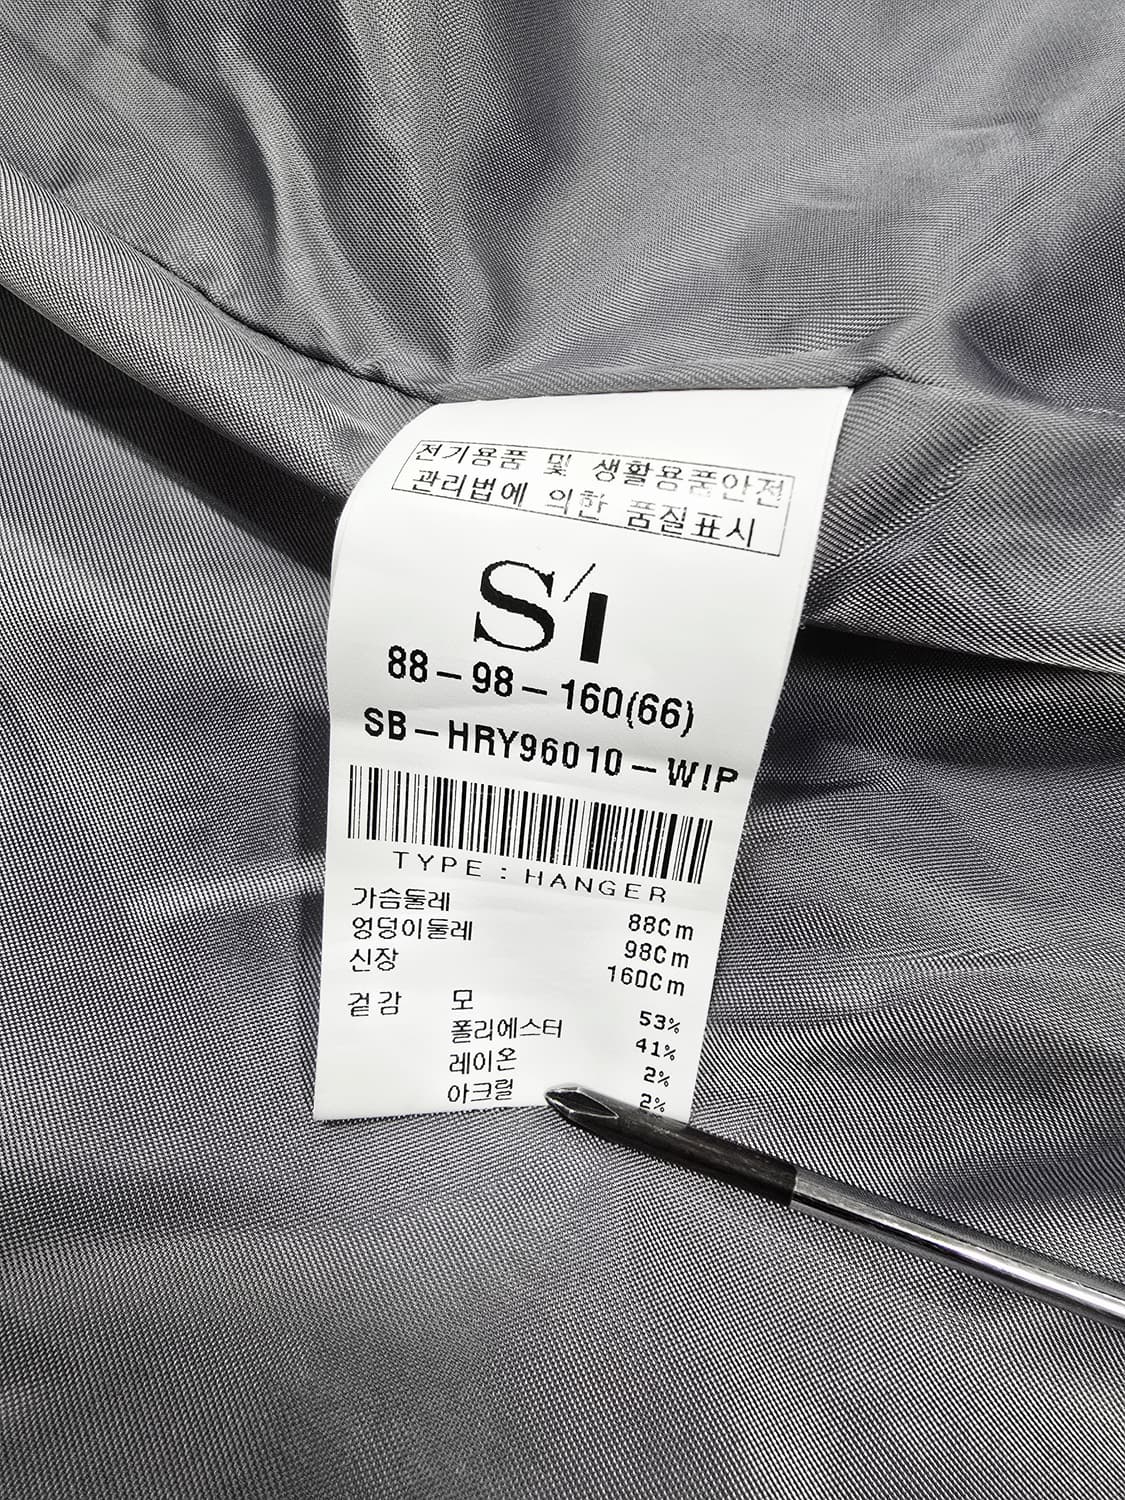 전기용품 및 생활용품안전
관리법에 의한 품질표시
S/I
88-98-160(66)
SB-HRY96010-WIP
TYPE : HANGER
가슴둘레 88Cm
엉덩이둘레 98Cm
신장 160Cm
겉감 모 53%
폴리에스터 41%
레이온 2%
아크릴 2%